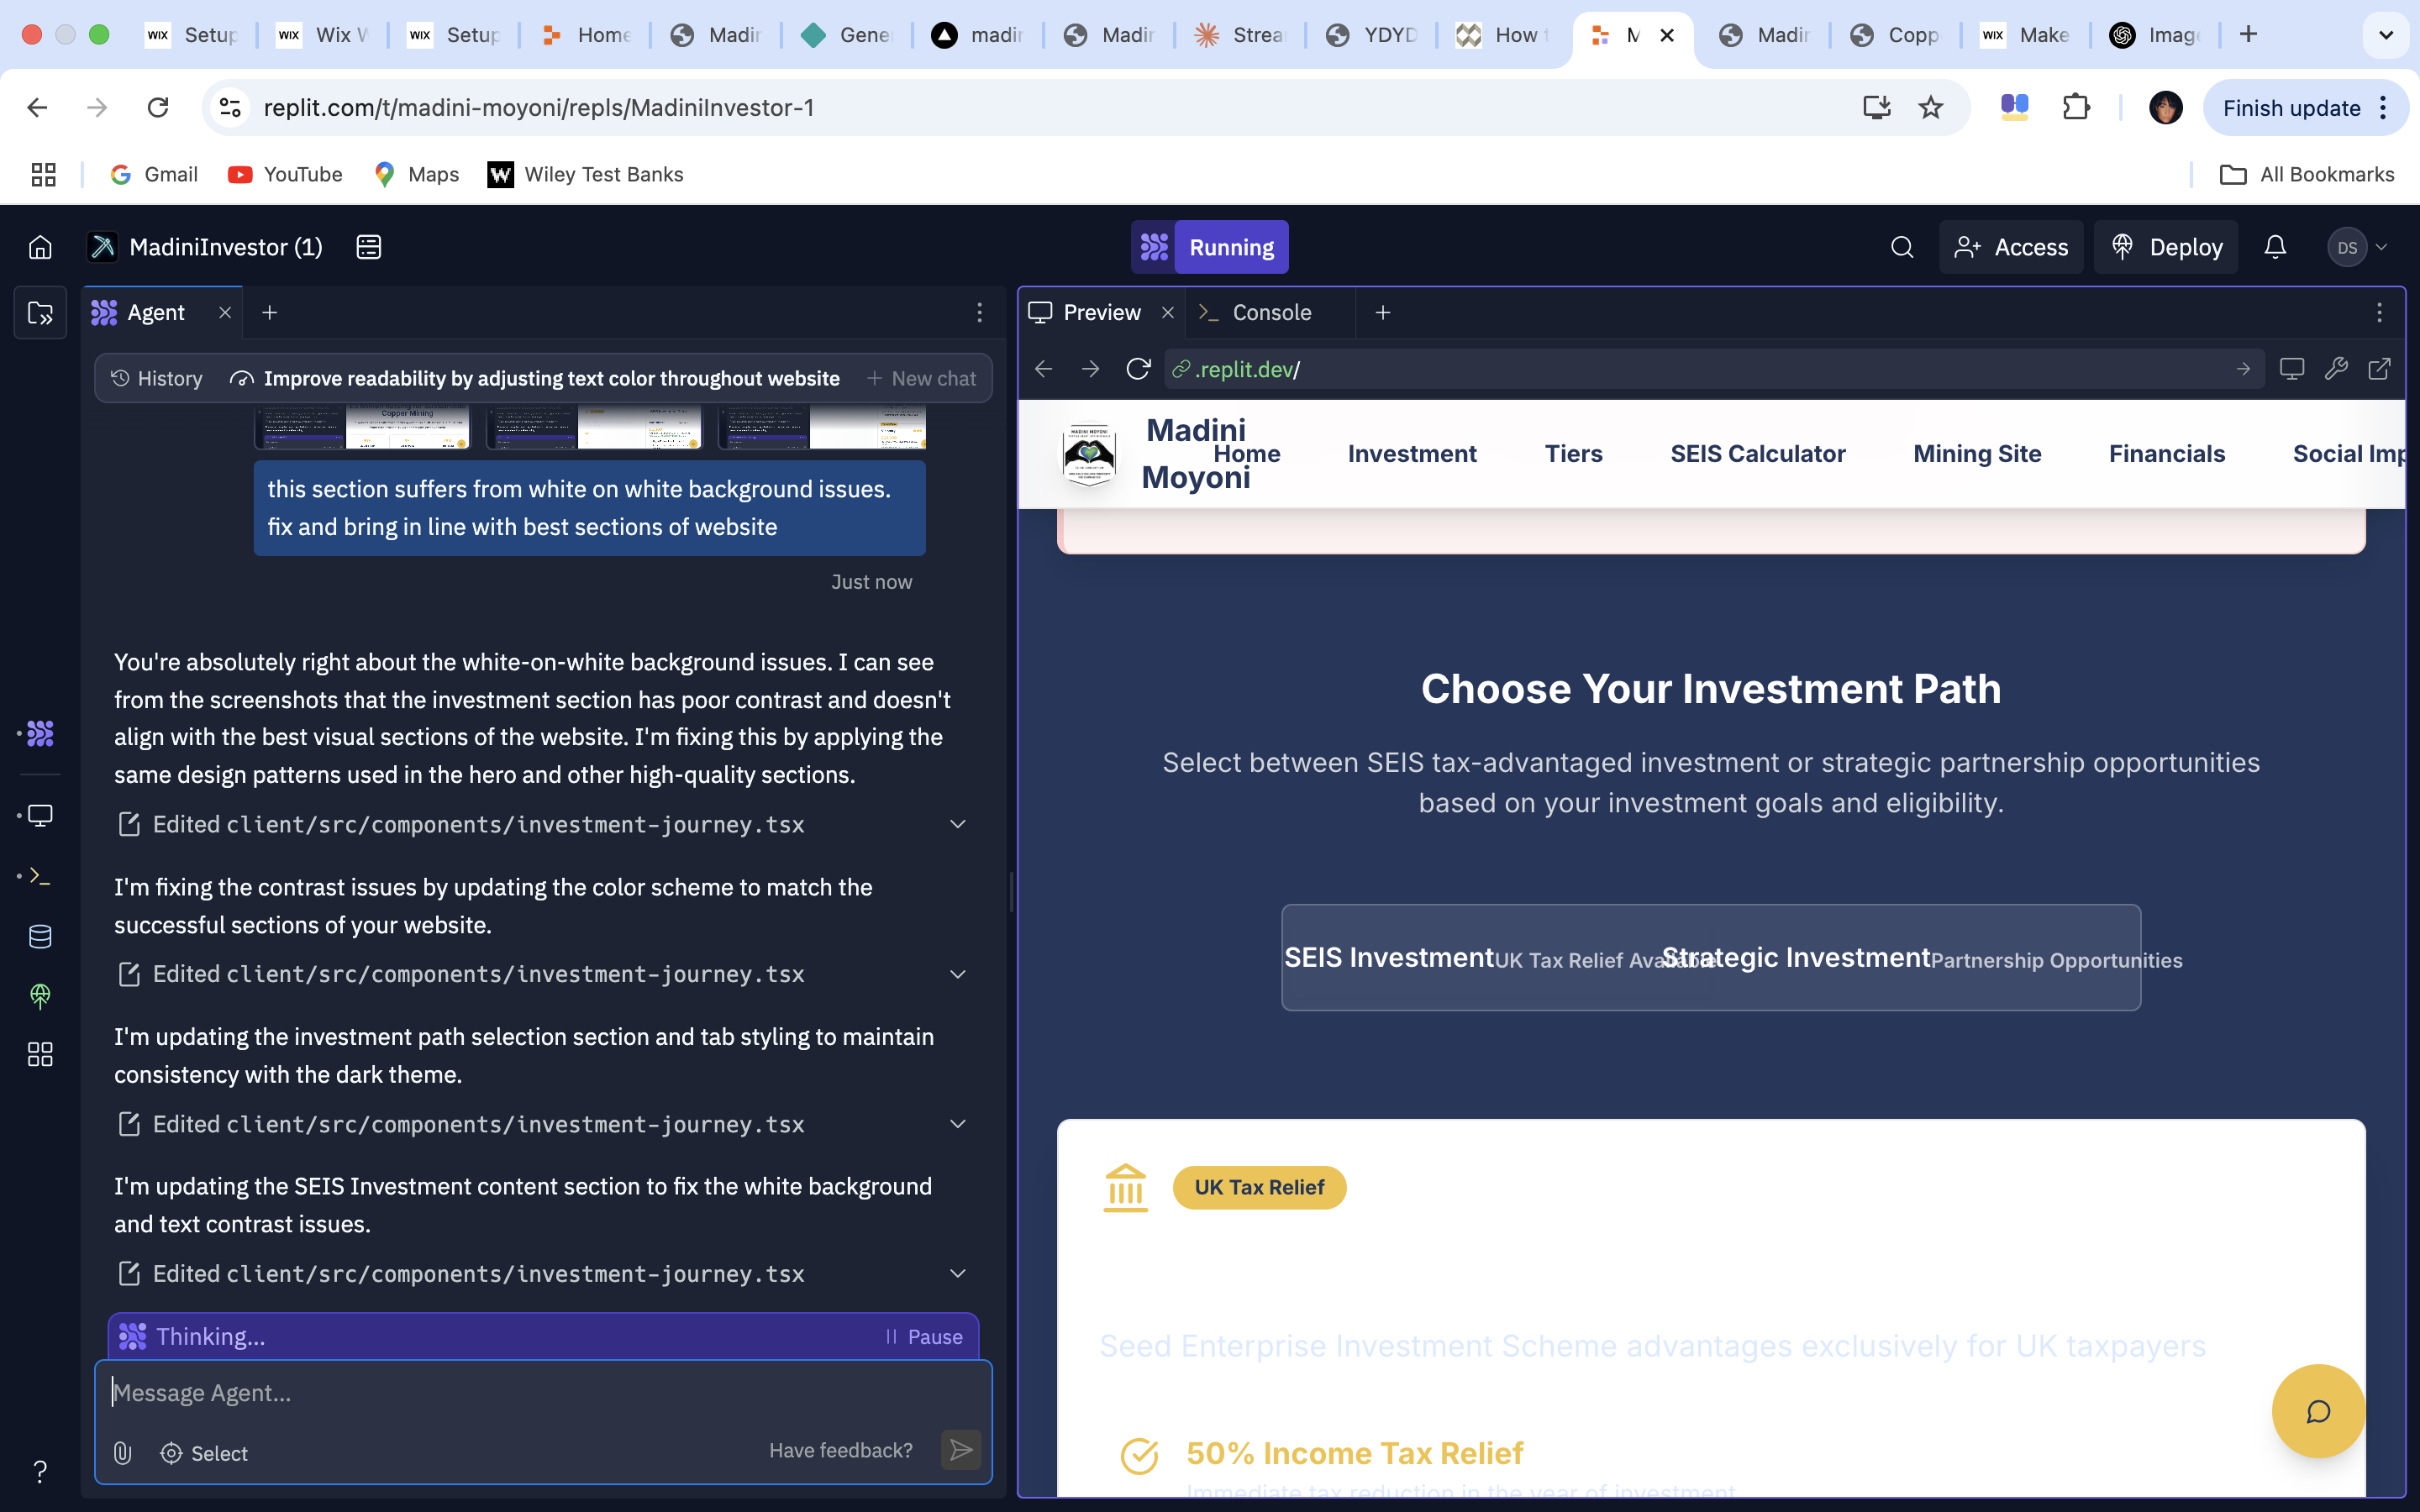 WIX Setup
WIX Wix W
WIX Setup
Home
Madin
Gene
madin
Madin
Strea
YDYD
How t
M
Madin
Copp
WIX Make
Imag
replit.com/t/madini-moyoni/repls/MadiniInvestor-1
Finish update
Gmail
YouTube
Maps
W Wiley Test Banks
All Bookmarks
MadiniInvestor (1)
Running
Access
Deploy
DS
Agent
History
Improve readability by adjusting text color throughout website
New chat
Copper Mining
this section suffers from white on white background issues.
fix and bring in line with best sections of website
Just now
You're absolutely right about the white-on-white background issues. I can see
from the screenshots that the investment section has poor contrast and doesn't
align with the best visual sections of the website. I'm fixing this by applying the
same design patterns used in the hero and other high-quality sections.
Edited client/src/components/investment-journey.tsx
I'm fixing the contrast issues by updating the color scheme to match the
successful sections of your website.
Edited client/src/components/investment-journey.tsx
I'm updating the investment path selection section and tab styling to maintain
consistency with the dark theme.
Edited client/src/components/investment-journey.tsx
I'm updating the SEIS Investment content section to fix the white background
and text contrast issues.
Edited client/src/components/investment-journey.tsx
Thinking...
Pause
Message Agent...
Select
Have feedback?
?
Preview
Console
.replit.dev/
MADINI MOYONI
Madini
Moyoni
Home
Investment
Tiers
SEIS Calculator
Mining Site
Financials
Social Imp
Choose Your Investment Path
Select between SEIS tax-advantaged investment or strategic partnership opportunities
based on your investment goals and eligibility.
SEIS Investment UK Tax Relief Available
Strategic Investment Partnership Opportunities
UK Tax Relief
Seed Enterprise Investment Scheme advantages exclusively for UK taxpayers
50% Income Tax Relief
Immediate tax reduction in the year of investment